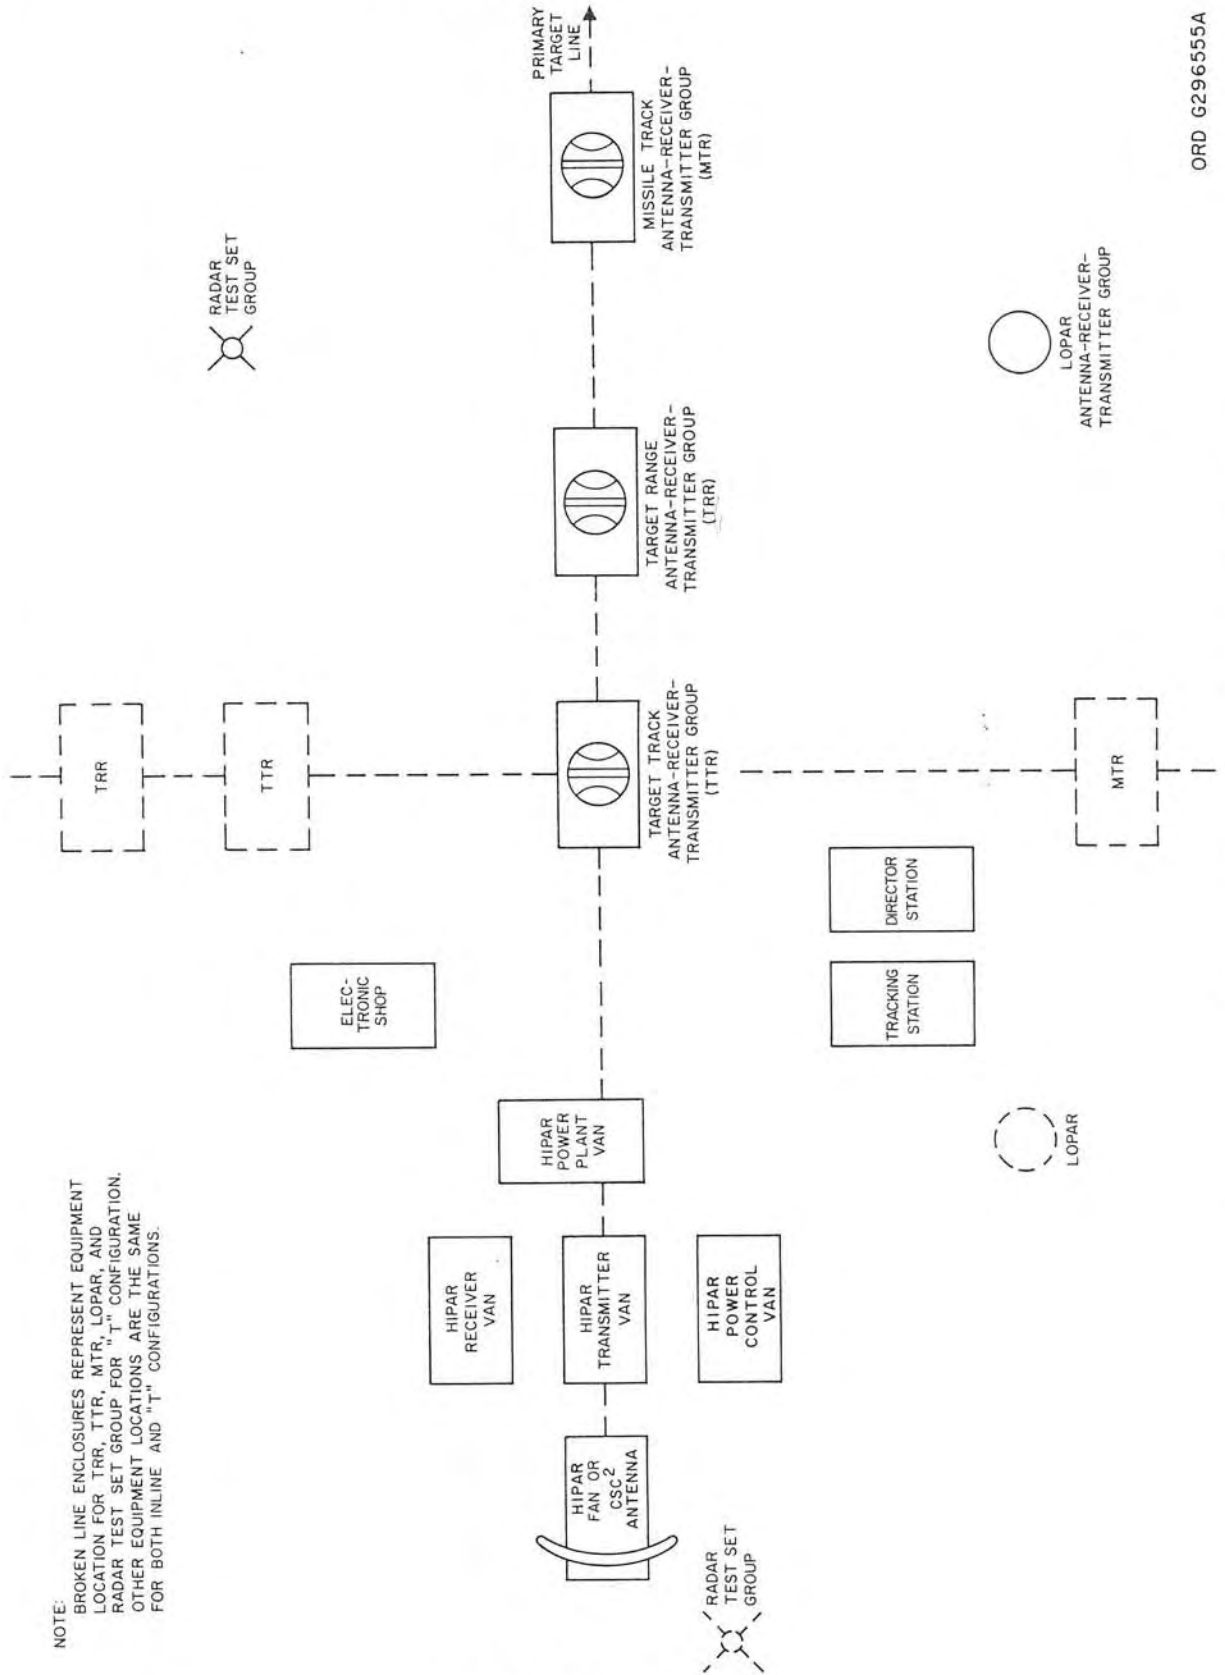 NOTE:
BROKEN LINE ENCLOSURES REPRESENT EQUIPMENT
LOCATION FOR TRR, TTR, MTR, LOPAR, AND
RADAR TEST SET GROUP FOR "T" CONFIGURATION.
OTHER EQUIPMENT LOCATIONS ARE THE SAME
FOR BOTH INLINE AND "T" CONFIGURATIONS.
TRR
TTR
RADAR
TEST SET
GROUP
ELEC-
TRONIC
SHOP
HIPAR
RECEIVER
VAN
HIPAR
POWER
PLANT
VAN
HIPAR
FAN OR
CSC2
ANTENNA
HIPAR
TRANSMITTER
VAN
TARGET TRACK
ANTENNA-RECEIVER-
TRANSMITTER GROUP
(TTR)
TARGET RANGE
ANTENNA-RECEIVER-
TRANSMITTER GROUP
(TRR)
MISSILE TRACK
ANTENNA-RECEIVER-
TRANSMITTER GROUP
(MTR)
PRIMARY
TARGET
LINE
RADAR
TEST SET
GROUP
HIPAR
POWER
CONTROL
VAN
TRACKING
STATION
DIRECTOR
STATION
LOPAR
MTR
LOPAR
ANTENNA-RECEIVER-
TRANSMITTER GROUP
ORD G296555A